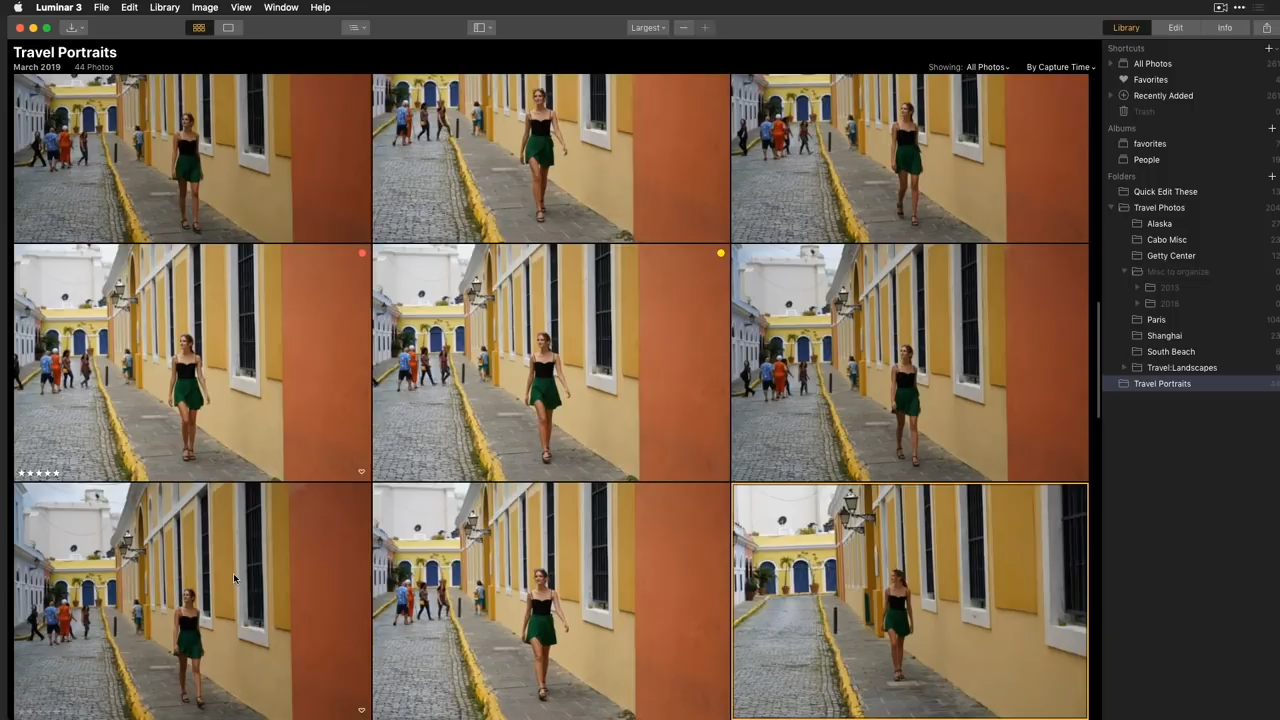 Luminar 3 File Edit Library Image View Window Help
Largest
Library Edit Info
Travel Portraits
March 2019 44 Photos
Showing: All Photos By Capture Time
Shortcuts
All Photos
Favorites
Recently Added
Trash
Albums
favorites
People
Folders
Quick Edit These
Travel Photos
Alaska
Cabo Misc
Getty Center
Misc to organize
2013
2016
Paris
Shanghai
South Beach
Travel:Landscapes
Travel Portraits